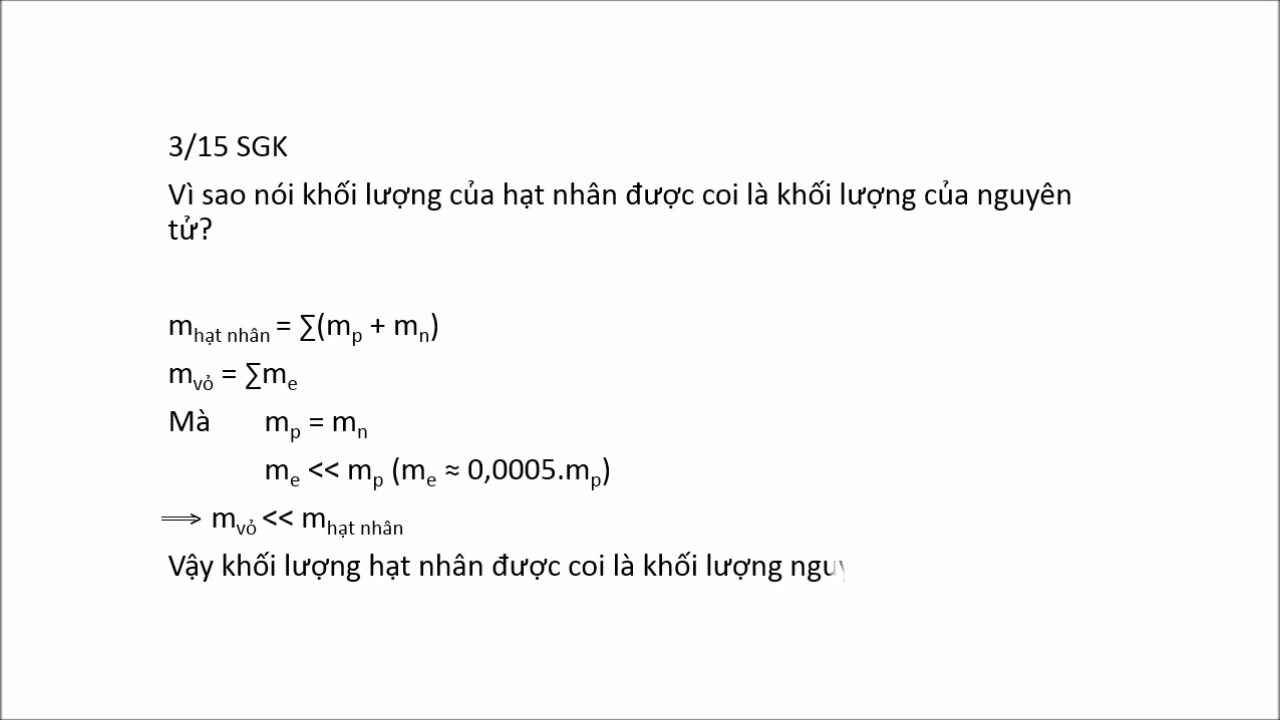 3/15 SGK
Vì sao nói khối lượng của hạt nhân được coi là khối lượng của nguyên
tử?
mhạt nhân = ∑(mp + mn)
mvỏ = ∑me
Mà mp = mn
me << mp (me ≈ 0,0005.mp)
⟹ mvỏ << mhạt nhân
Vậy khối lượng hạt nhân được coi là khối lượng